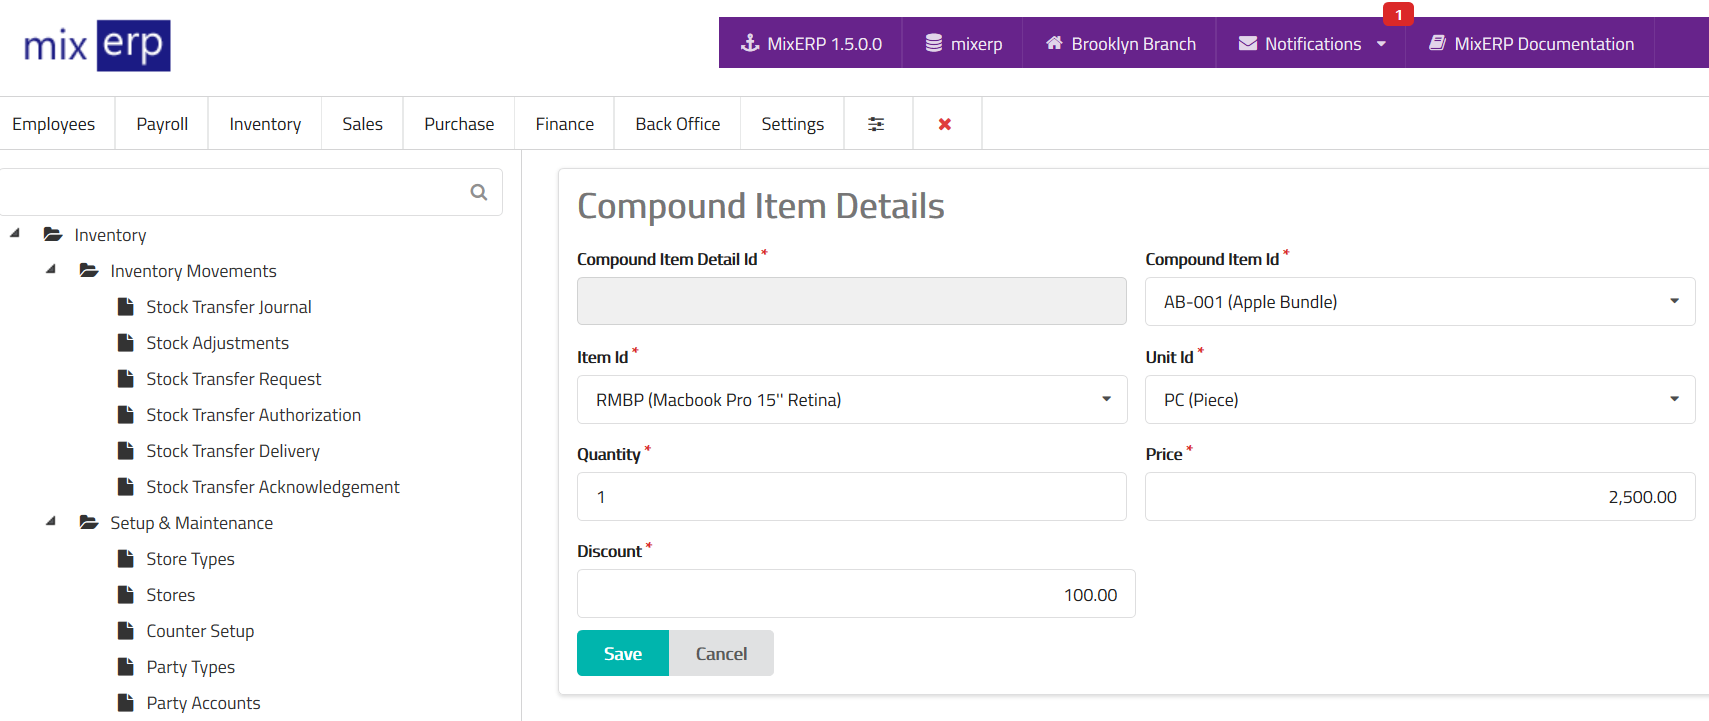 mix erp
MixERP 1.5.0.0 mixerp Brooklyn Branch Notifications 1 MixERP Documentation
Employees Payroll Inventory Sales Purchase Finance Back Office Settings
Inventory
Inventory Movements
Stock Transfer Journal
Stock Adjustments
Stock Transfer Request
Stock Transfer Authorization
Stock Transfer Delivery
Stock Transfer Acknowledgement
Setup & Maintenance
Store Types
Stores
Counter Setup
Party Types
Party Accounts
Compound Item Details
Compound Item Detail Id * Compound Item Id *
AB-001 (Apple Bundle)
Item Id * Unit Id *
RMBP (Macbook Pro 15'' Retina) PC (Piece)
Quantity * Price *
1 2,500.00
Discount *
100.00
Save Cancel